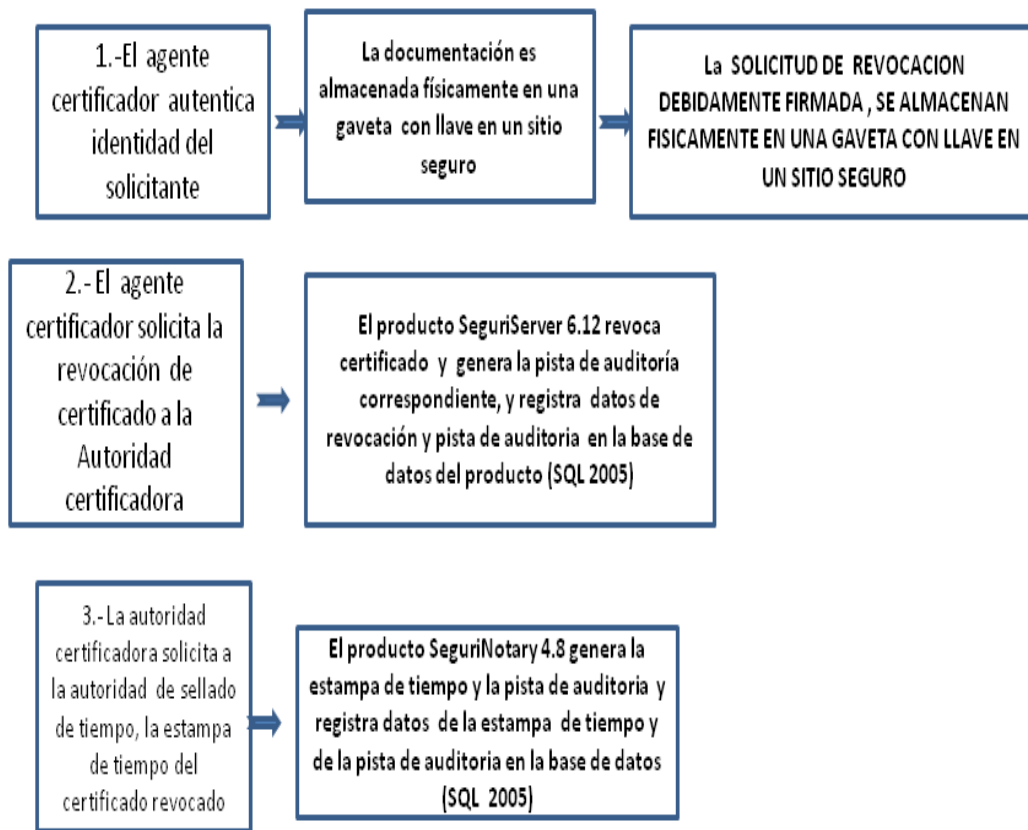 1.-El agente
certificador autentica
identidad del
solicitante
La documentación es
almacenada físicamente en una
gaveta con llave en un sitio
seguro
La SOLICITUD DE REVOCACION
DEBIDAMENTE FIRMADA , SE ALMACENAN
FISICAMENTE EN UNA GAVETA CON LLAVE EN
UN SITIO SEGURO
2.- El agente
certificador solicita la
revocación de
certificado a la
Autoridad
certificadora
El producto SeguriServer 6.12 revoca
certificado y genera la pista de auditoría
correspondiente, y registra datos de
revocación y pista de auditoria en la base de
datos del producto (SQL 2005)
3.- La autoridad
certificadora solicita a
la autoridad de sellado
de tiempo, la estampa
de tiempo del
certificado revocado
El producto SeguriNotary 4.8 genera la
estampa de tiempo y la pista de auditoria y
registra datos de la estampa de tiempo y
de la pista de auditoria en la base de datos
(SQL 2005)